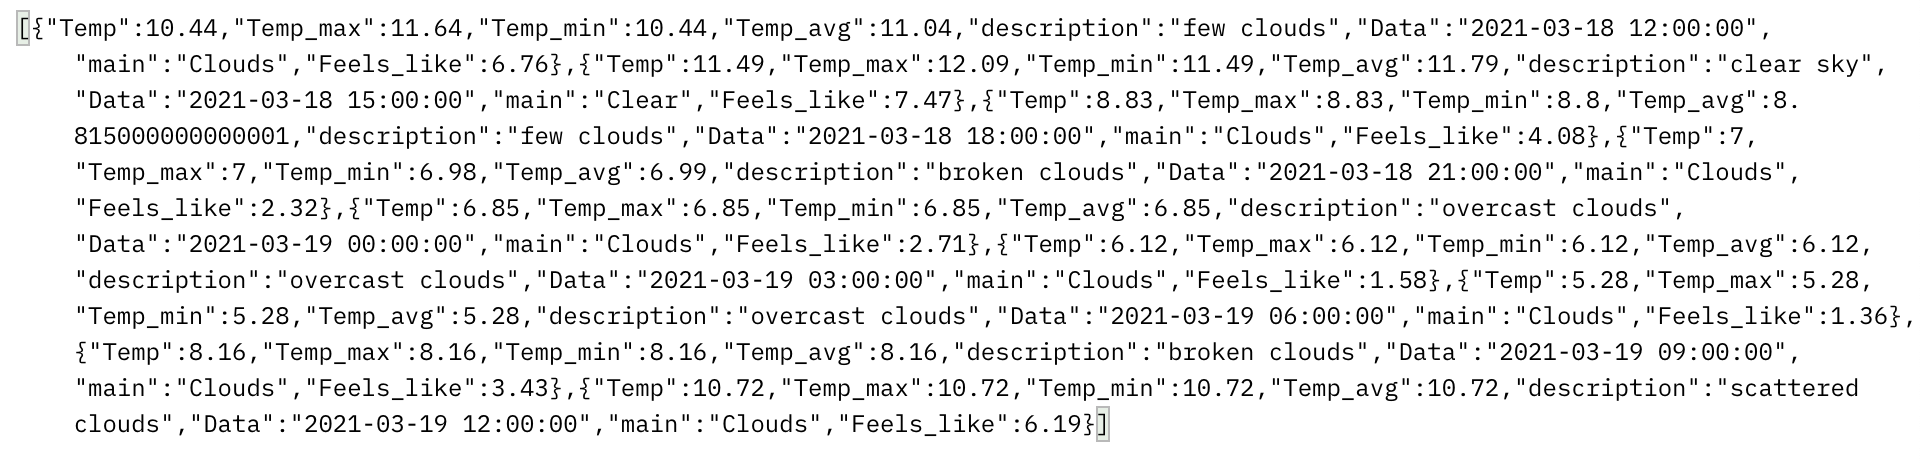 [{"Temp":10.44,"Temp_max":11.64,"Temp_min":10.44,"Temp_avg":11.04,"description":"few clouds","Data":"2021-03-18 12:00:00",
"main":"Clouds","Feels_like":6.76},{"Temp":11.49,"Temp_max":12.09,"Temp_min":11.49,"Temp_avg":11.79,"description":"clear sky",
"Data":"2021-03-18 15:00:00","main":"Clear","Feels_like":7.47},{"Temp":8.83,"Temp_max":8.83,"Temp_min":8.8,"Temp_avg":8.
815000000000001,"description":"few clouds","Data":"2021-03-18 18:00:00","main":"Clouds","Feels_like":4.08},{"Temp":7,
"Temp_max":7,"Temp_min":6.98,"Temp_avg":6.99,"description":"broken clouds","Data":"2021-03-18 21:00:00","main":"Clouds",
"Feels_like":2.32},{"Temp":6.85,"Temp_max":6.85,"Temp_min":6.85,"Temp_avg":6.85,"description":"overcast clouds",
"Data":"2021-03-19 00:00:00","main":"Clouds","Feels_like":2.71},{"Temp":6.12,"Temp_max":6.12,"Temp_min":6.12,"Temp_avg":6.12,
"description":"overcast clouds","Data":"2021-03-19 03:00:00","main":"Clouds","Feels_like":1.58},{"Temp":5.28,"Temp_max":5.28,
"Temp_min":5.28,"Temp_avg":5.28,"description":"overcast clouds","Data":"2021-03-19 06:00:00","main":"Clouds","Feels_like":1.36},
{"Temp":8.16,"Temp_max":8.16,"Temp_min":8.16,"Temp_avg":8.16,"description":"broken clouds","Data":"2021-03-19 09:00:00",
"main":"Clouds","Feels_like":3.43},{"Temp":10.72,"Temp_max":10.72,"Temp_min":10.72,"Temp_avg":10.72,"description":"scattered
clouds","Data":"2021-03-19 12:00:00","main":"Clouds","Feels_like":6.19}]